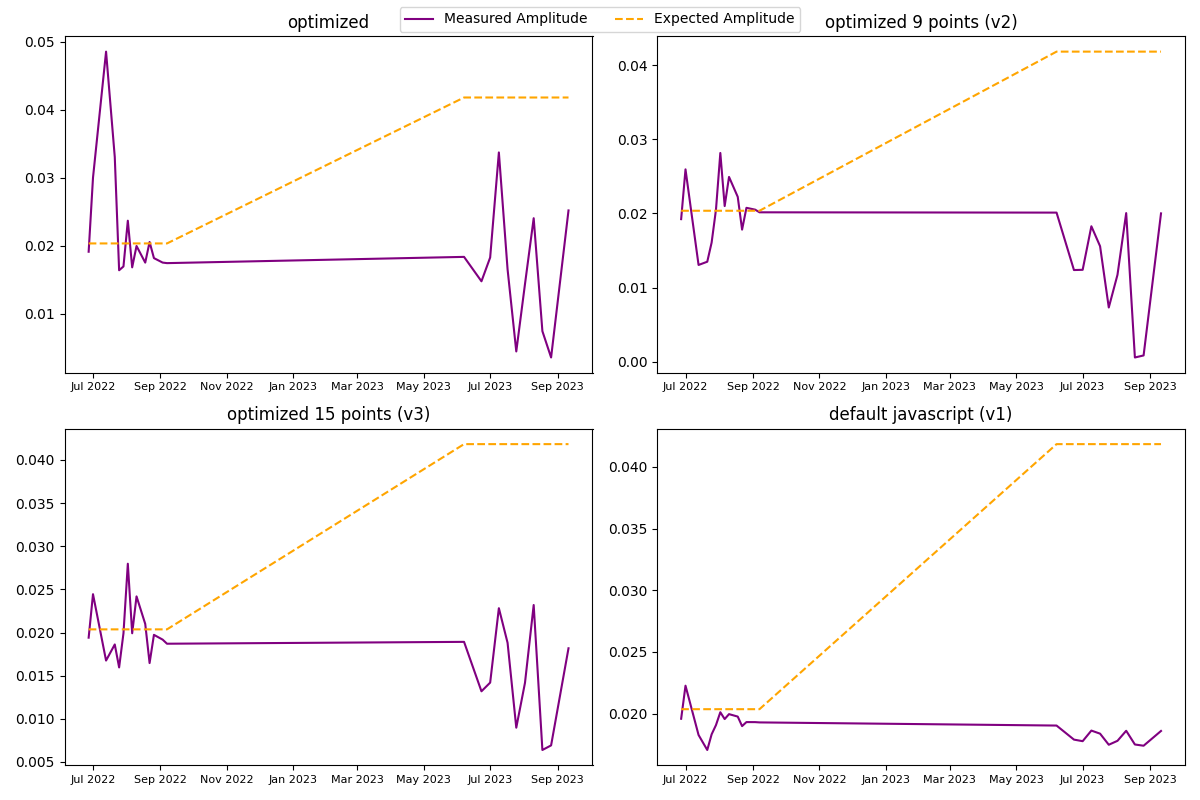 Measured Amplitude Expected Amplitude
optimized
0.05
0.04
0.03
0.02
0.01
Jul 2022 Sep 2022 Nov 2022 Jan 2023 Mar 2023 May 2023 Jul 2023 Sep 2023
optimized 9 points (v2)
0.04
0.03
0.02
0.01
0.00
Jul 2022 Sep 2022 Nov 2022 Jan 2023 Mar 2023 May 2023 Jul 2023 Sep 2023
optimized 15 points (v3)
0.040
0.035
0.030
0.025
0.020
0.015
0.010
0.005
Jul 2022 Sep 2022 Nov 2022 Jan 2023 Mar 2023 May 2023 Jul 2023 Sep 2023
default javascript (v1)
0.040
0.035
0.030
0.025
0.020
Jul 2022 Sep 2022 Nov 2022 Jan 2023 Mar 2023 May 2023 Jul 2023 Sep 2023